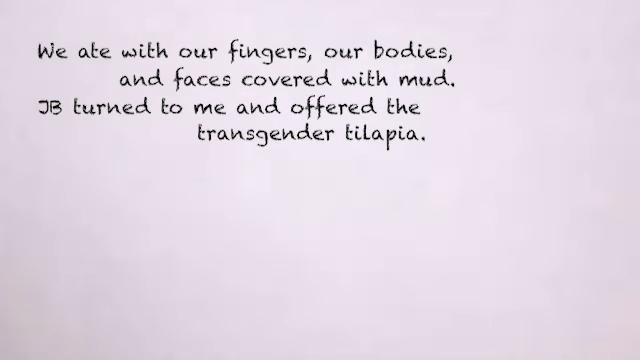 We ate with our fingers, our bodies,
and faces covered with mud.
JB turned to me and offered the
transgender tilapia.